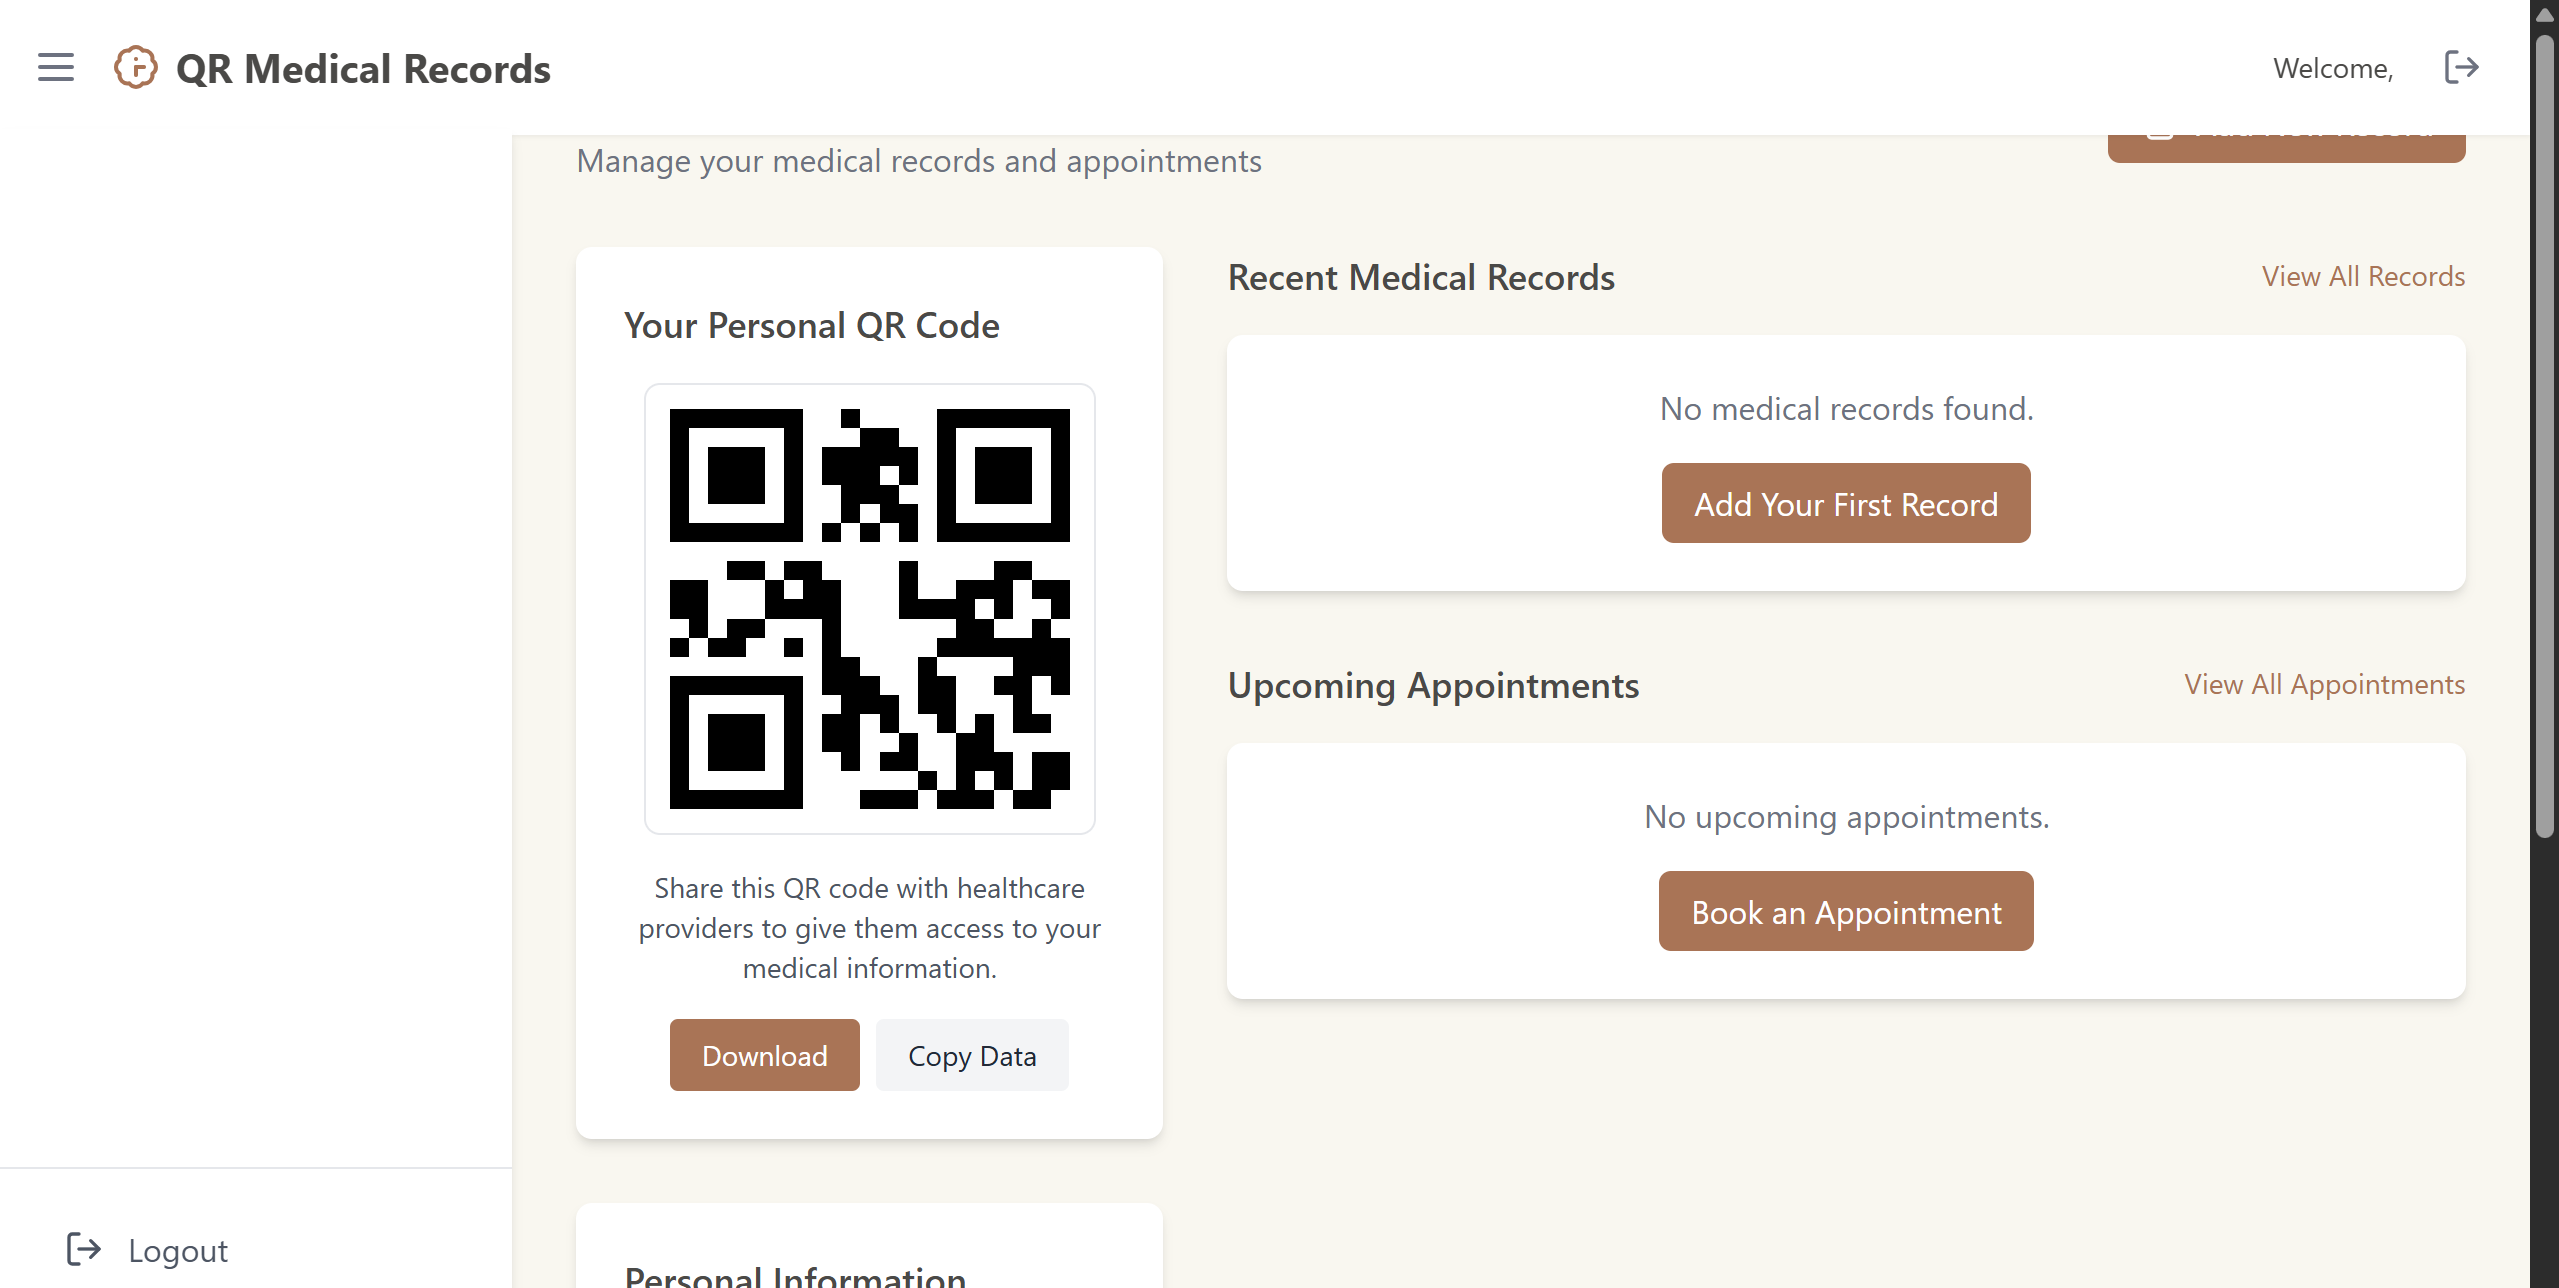 QR Medical Records
Welcome,
Manage your medical records and appointments
Your Personal QR Code
Share this QR code with healthcare
providers to give them access to your
medical information.
Download
Copy Data
Recent Medical Records
View All Records
No medical records found.
Add Your First Record
Upcoming Appointments
View All Appointments
No upcoming appointments.
Book an Appointment
Personal Information
Logout